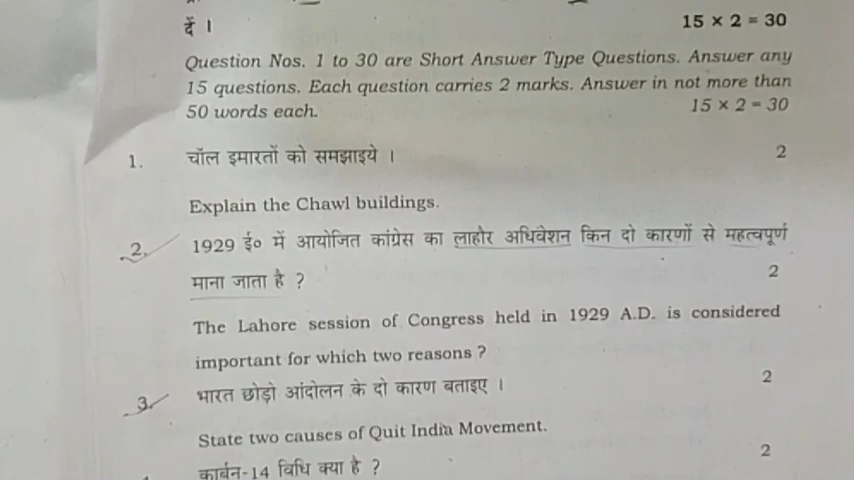 दें ।
15 × 2 = 30
Question Nos. 1 to 30 are Short Answer Type Questions. Answer any
15 questions. Each question carries 2 marks. Answer in not more than
50 words each.
15 × 2 = 30
1. चॉल इमारतों को समझाइये । 2
Explain the Chawl buildings.
2. 1929 ई० में आयोजित कांग्रेस का लाहौर अधिवेशन किन दो कारणों से महत्वपूर्ण
माना जाता है ? 2
The Lahore session of Congress held in 1929 A.D. is considered
important for which two reasons ?
3. भारत छोड़ो आंदोलन के दो कारण बताइए । 2
State two causes of Quit India Movement.
कार्बन-14 विधि क्या है ? 2